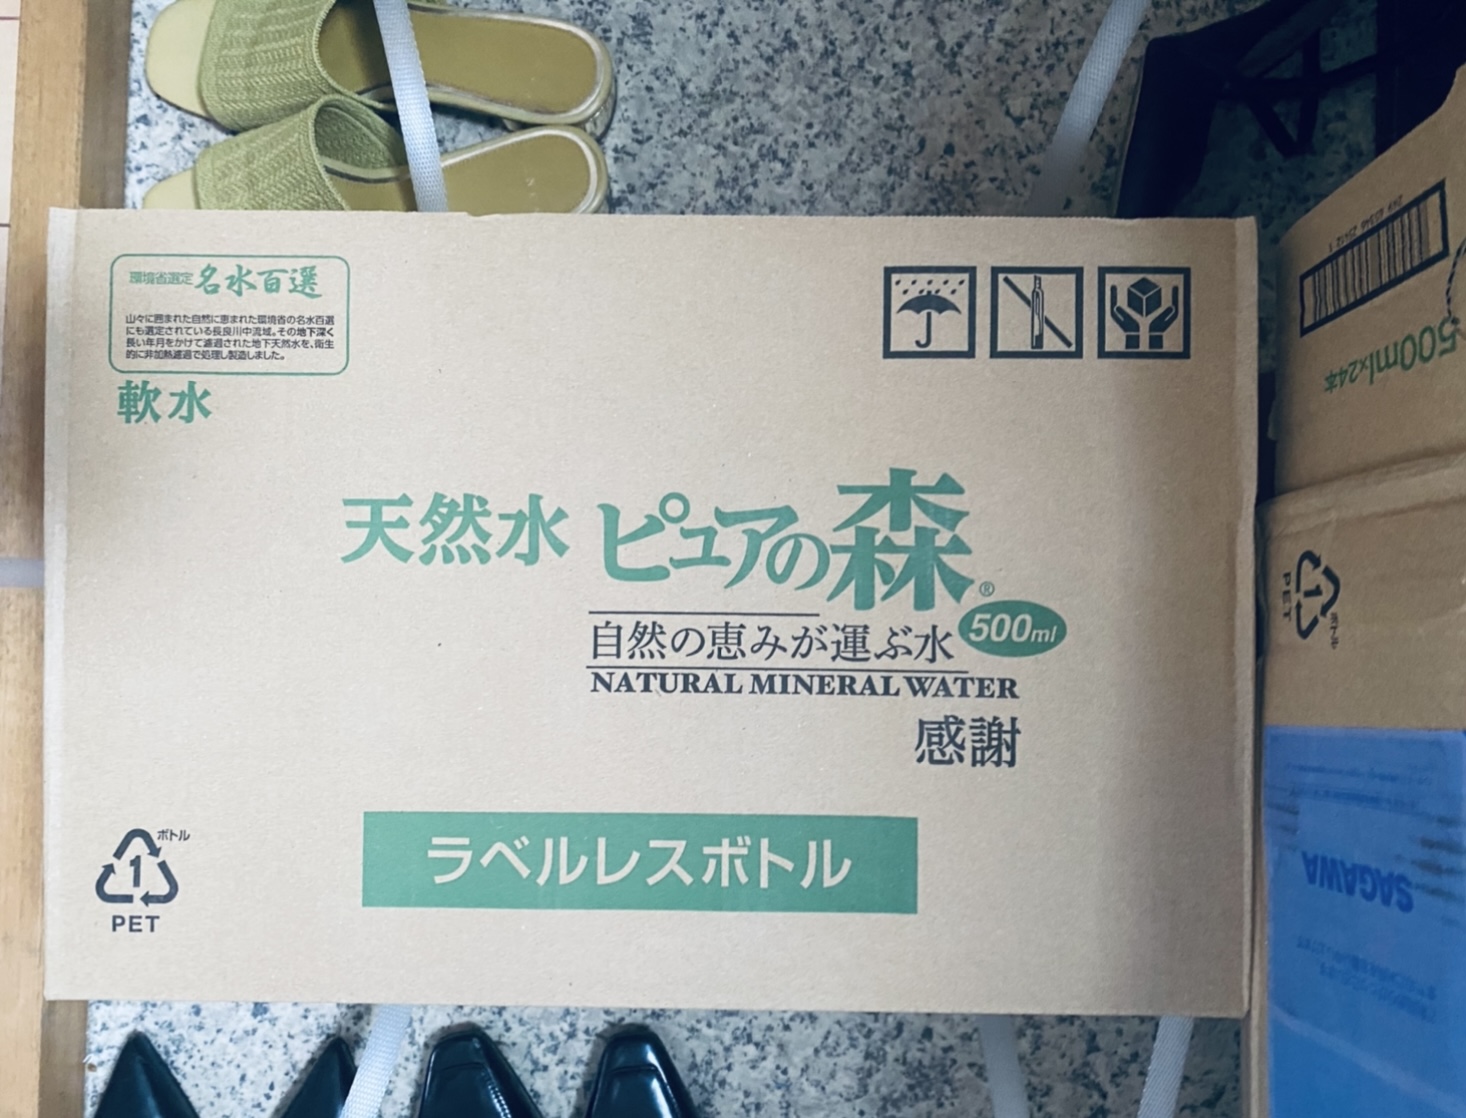 環境省選定 名水百選
山々に囲まれた自然に恵まれた環境省の名水百選
にも選定されている長良川中流域。その地下深く
長い年月をかけて濾過された地下天然水を、衛生
的に非加熱濾過で処理し製造しました。
軟水
天然水 ピュアの森®
自然の恵みが運ぶ水 500ml
NATURAL MINERAL WATER
感謝
ラベルレスボトル
ボトル
1
PET
500ml×24本
1
ボトル
PET
SAGAWA